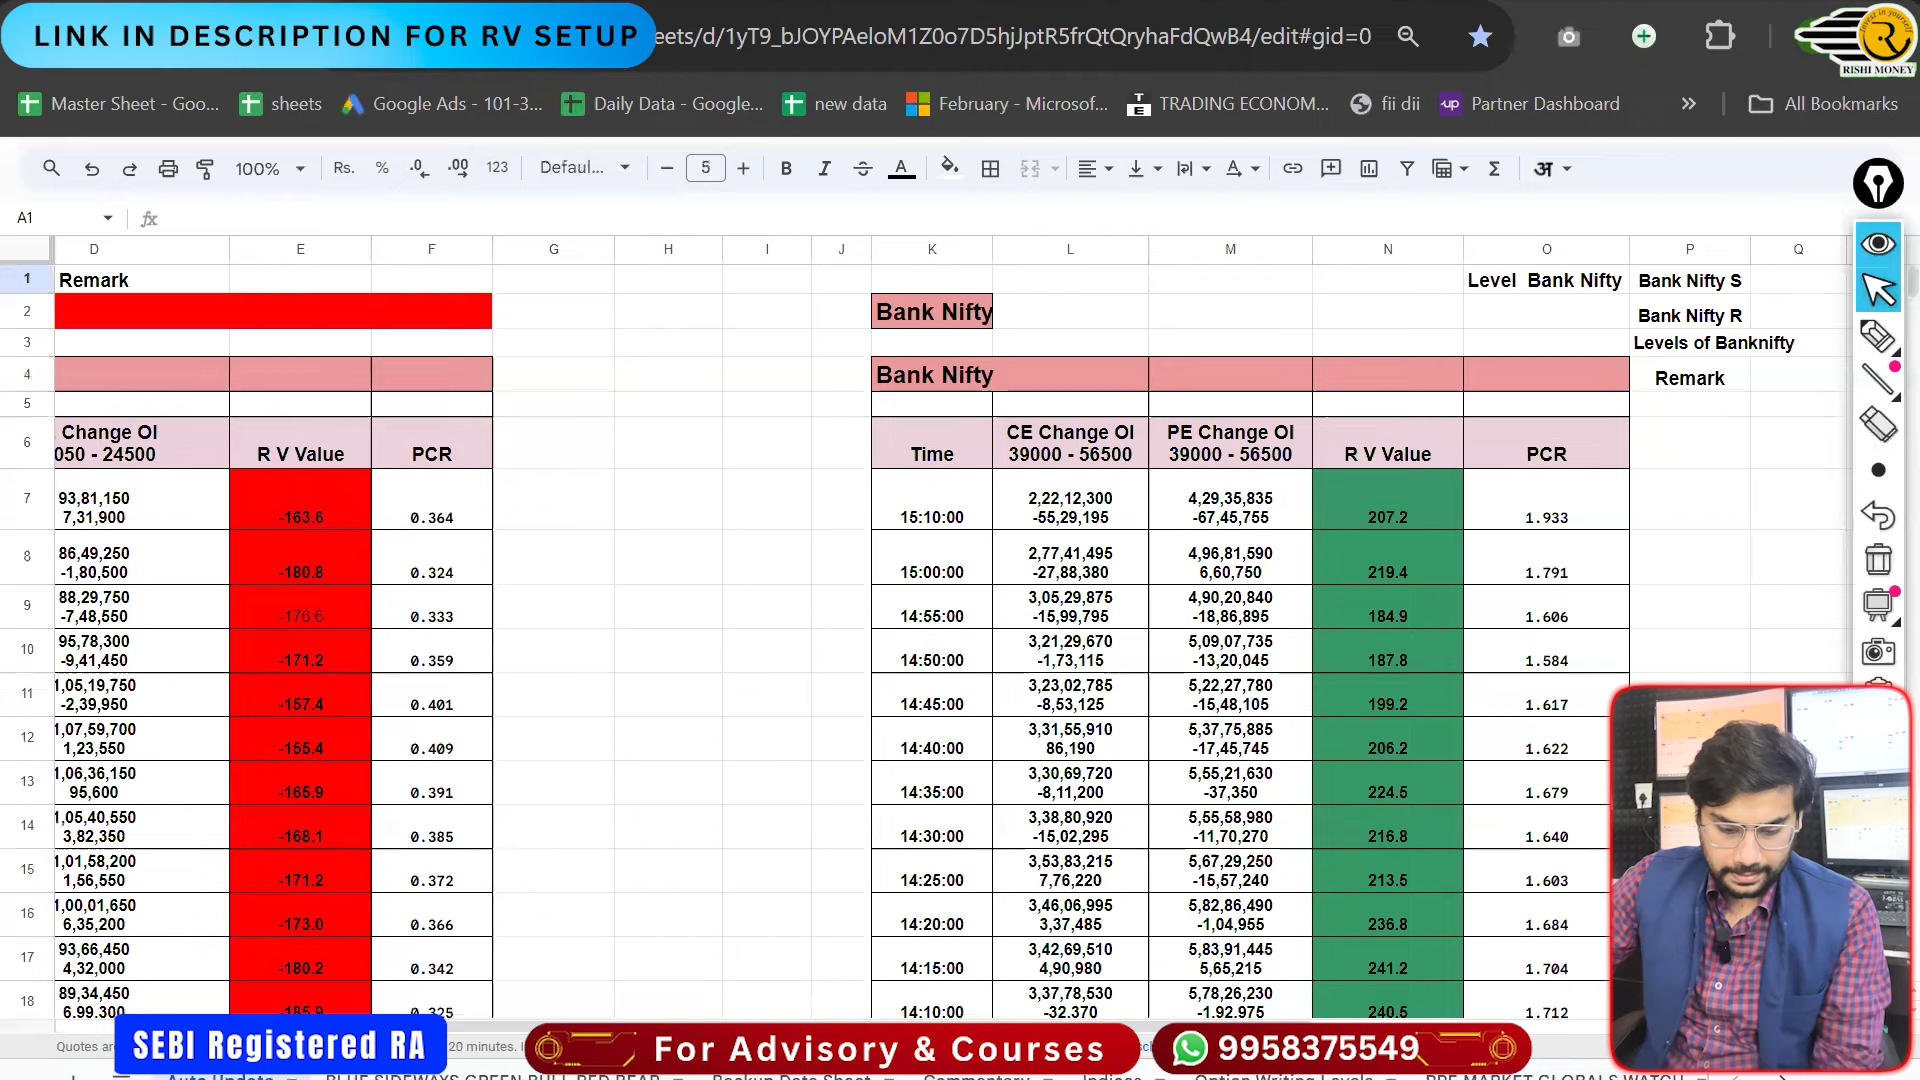 LINK IN DESCRIPTION FOR RV SETUP
eets/d/1yT9_bJOYPAeloM1Z0o7D5hjJptR5frQtQryhaFdQwB4/edit#gid=0
RISHI MONEY
Master Sheet - Goo...
sheets
Google Ads - 101-3...
Daily Data - Google...
new data
February - Microsof...
TRADING ECONOM...
fii dii
Partner Dashboard
All Bookmarks
100% Rs. % .0 .00 123 Defaul... 5 B I A अ
A1 fx
D E F G H I J K L M N O P Q
1 Remark Level Bank Nifty Bank Nifty S
2 Bank Nifty Bank Nifty R
3 Levels of Banknifty
4 Bank Nifty Remark
5
6 Change OI R V Value PCR Time CE Change OI PE Change OI R V Value PCR
050 - 24500 39000 - 56500 39000 - 56500
7 93,81,150 2,22,12,300 4,29,35,835
7,31,900 -163.6 0.364 15:10:00 -55,29,195 -67,45,755 207.2 1.933
8 86,49,250 2,77,41,495 4,96,81,590
-1,80,500 -180.8 0.324 15:00:00 -27,88,380 6,60,750 219.4 1.791
9 88,29,750 3,05,29,875 4,90,20,840
-7,48,550 -176.6 0.333 14:55:00 -15,99,795 -18,86,895 184.9 1.606
10 95,78,300 3,21,29,670 5,09,07,735
-9,41,450 -171.2 0.359 14:50:00 -1,73,115 -13,20,045 187.8 1.584
11 1,05,19,750 3,23,02,785 5,22,27,780
-2,39,950 -157.4 0.401 14:45:00 -8,53,125 -15,48,105 199.2 1.617
12 1,07,59,700 3,31,55,910 5,37,75,885
1,23,550 -155.4 0.409 14:40:00 86,190 -17,45,745 206.2 1.622
13 1,06,36,150 3,30,69,720 5,55,21,630
95,600 -165.9 0.391 14:35:00 -8,11,200 -37,350 224.5 1.679
14 1,05,40,550 3,38,80,920 5,55,58,980
3,82,350 -168.1 0.385 14:30:00 -15,02,295 -11,70,270 216.8 1.640
15 1,01,58,200 3,53,83,215 5,67,29,250
1,56,550 -171.2 0.372 14:25:00 7,76,220 -15,57,240 213.5 1.603
16 1,00,01,650 3,46,06,995 5,82,86,490
6,35,200 -173.0 0.366 14:20:00 3,37,485 -1,04,955 236.8 1.684
17 93,66,450 3,42,69,510 5,83,91,445
4,32,000 -180.2 0.342 14:15:00 4,90,980 5,65,215 241.2 1.704
18 89,34,450 3,37,78,530 5,78,26,230
6,99,300 -185.9 0.325 14:10:00 -32,370 -1,92,975 240.5 1.712
Quotes are
20 minutes.
SEBI Registered RA
For Advisory & Courses
9958375549